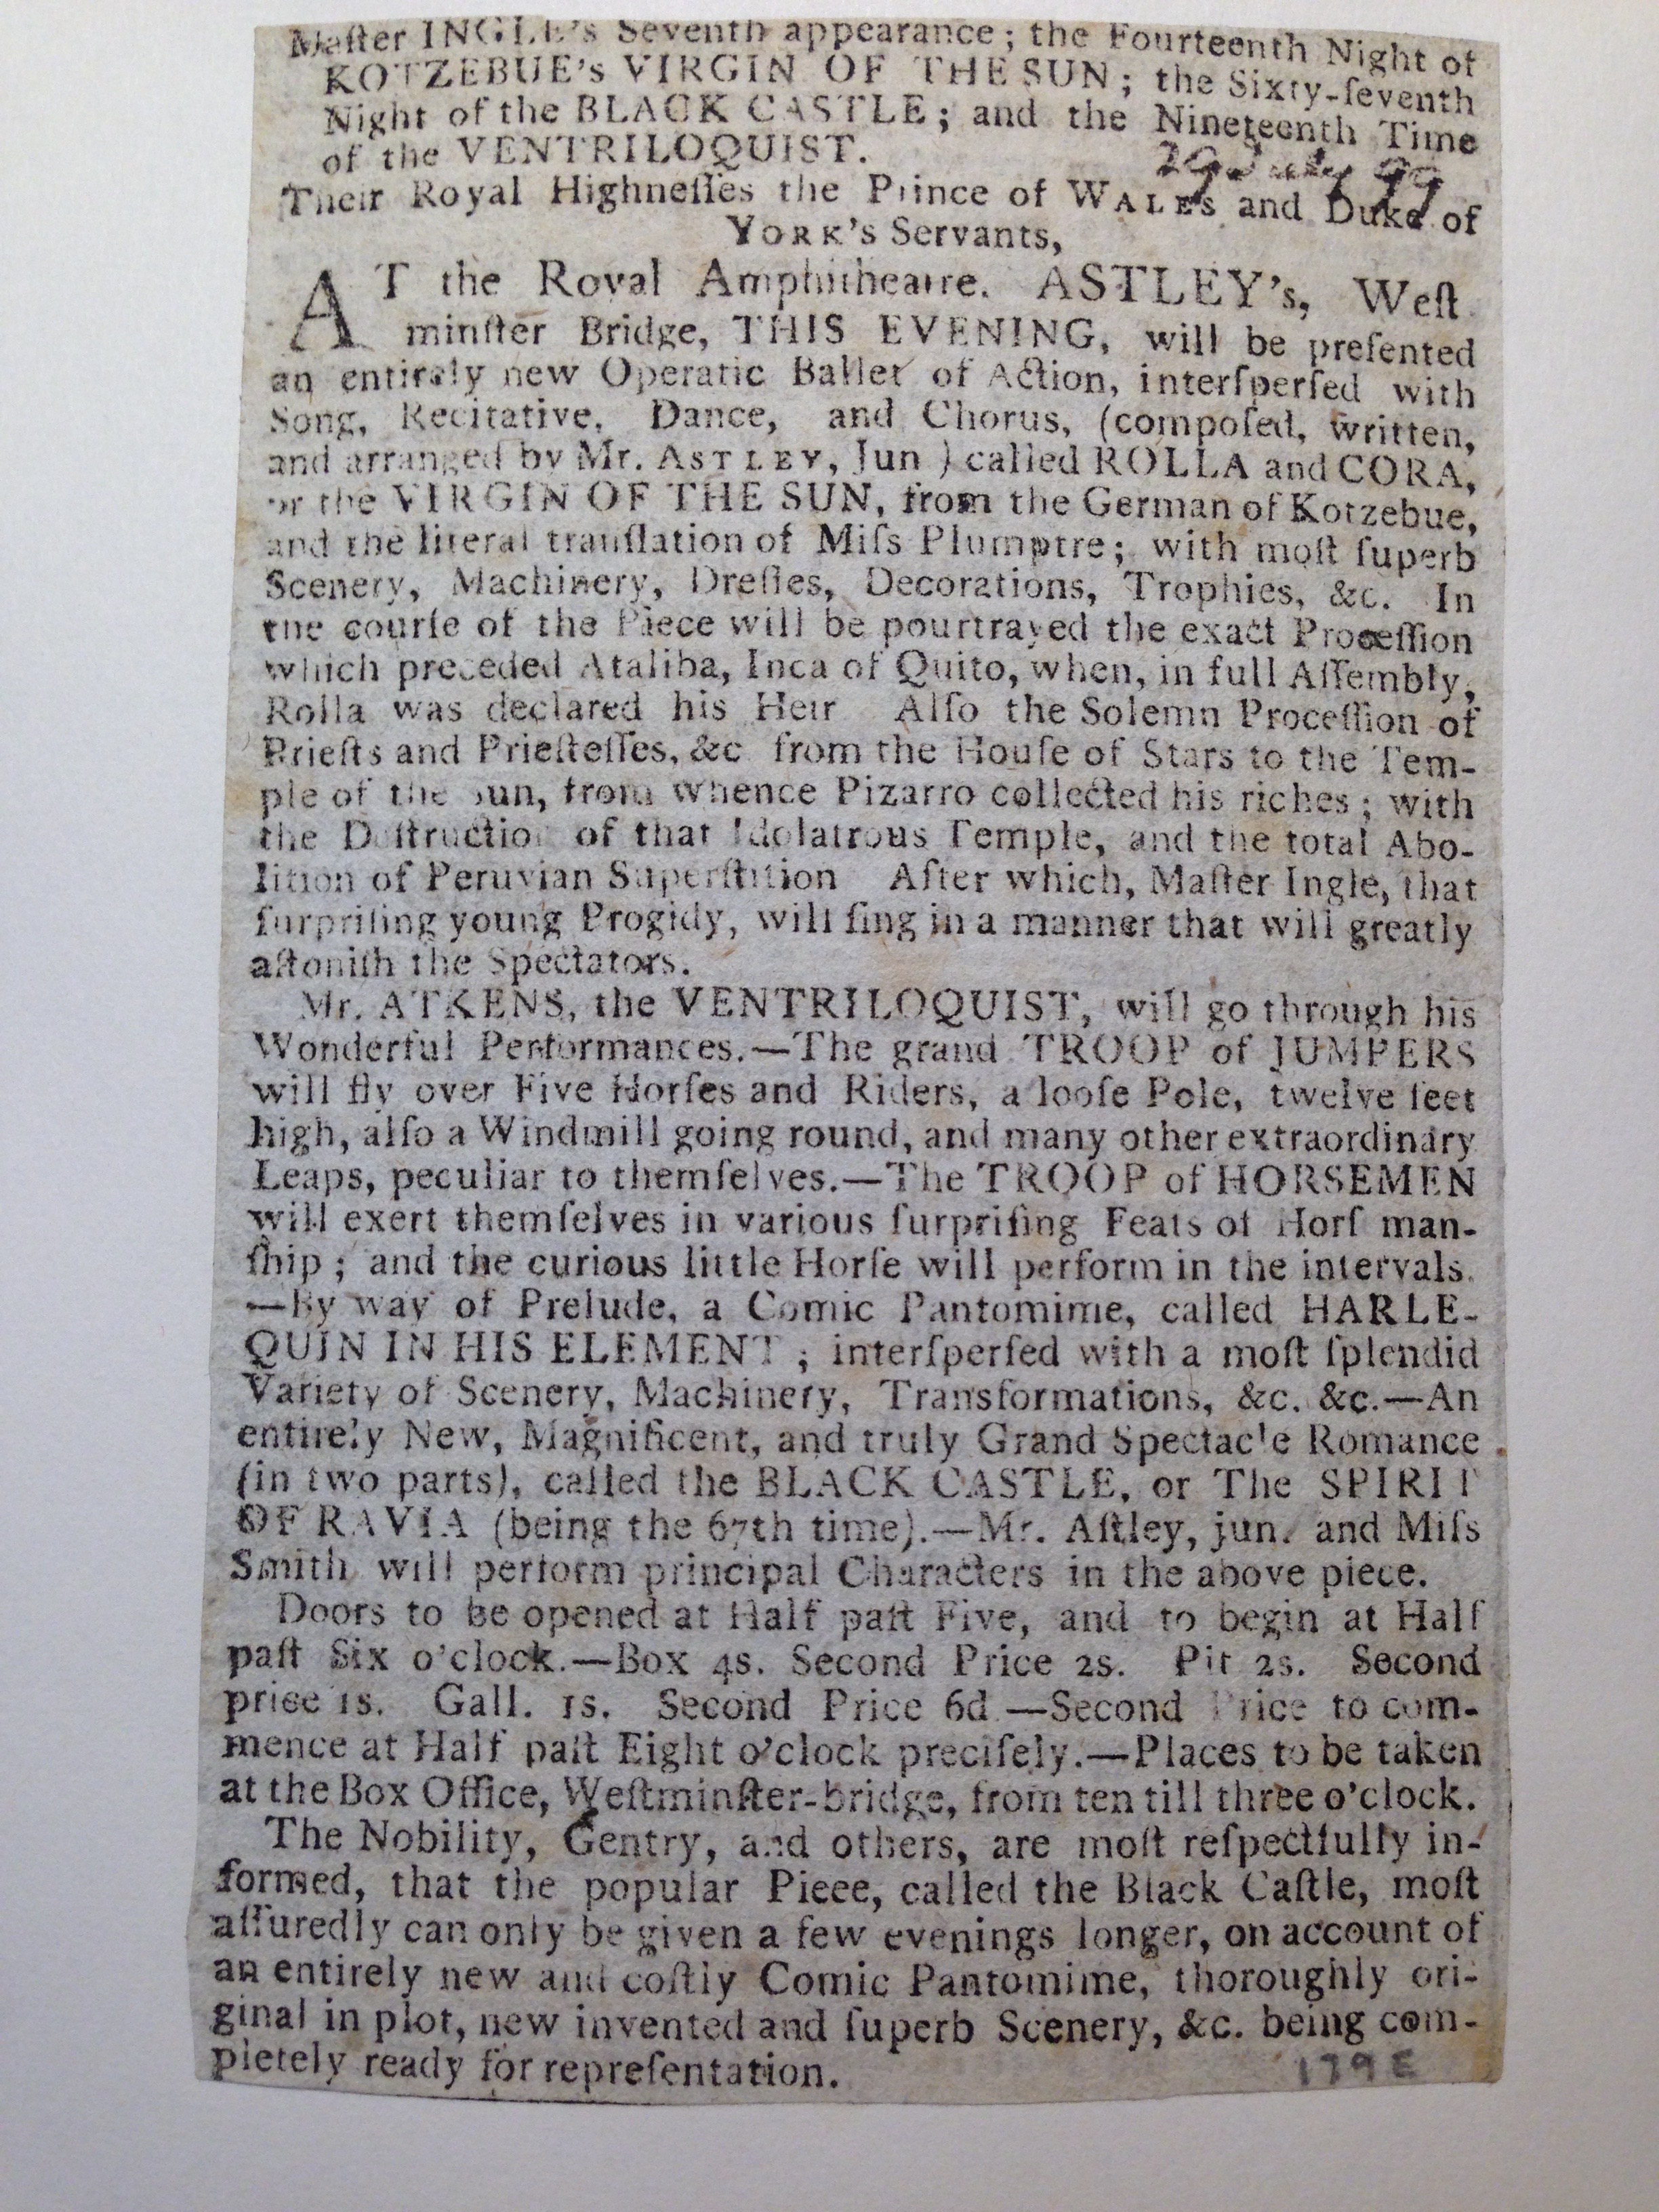 Maſter INGLE's Seventh appearance; the Fourteenth Night of
KOTZEBUE's VIRGIN OF THE SUN; the Sixty-ſeventh
Night of the BLACK CASTLE; and the Nineteenth Time
of the VENTRILOQUIST.
29 July 99
Their Royal Highneſſes the Prince of WALES and Duke of
YORK's Servants,
AT the Royal Amphitheatre. ASTLEY's, Weſt
minſter Bridge, THIS EVENING, will be preſented
an entirely new Operatic Ballet of Action, interſperſed with
Song, Recitative, Dance, and Chorus, (compoſed, written,
and arranged by Mr. ASTLEY, Jun ) called ROLLA and CORA,
or the VIRGIN OF THE SUN, from the German of Kotzebue,
and the literal tranſlation of Miſs Plumptre; with moſt ſuperb
Scenery, Machinery, Dreſſes, Decorations, Trophies, &c. In
the courſe of the Piece will be pourtrayed the exact Proceſſion
which preceded Ataliba, Inca of Quito, when, in full Aſſembly,
Rolla was declared his Heir Alſo the Solemn Proceſſion of
Prieſts and Prieſteſſes, &c from the Houſe of Stars to the Tem-
ple of the Sun, from whence Pizarro collected his riches; with
the Deſtruction of that Idolatrous Temple, and the total Abo-
lition of Peruvian Superſtition After which, Maſter Ingle, that
ſurpriſing young Progidy, will ſing in a manner that will greatly
aſtoniſh the Spectators.
Mr. ATKENS, the VENTRILOQUIST, will go through his
Wonderful Performances.—The grand TROOP of JUMPERS
will fly over Five Horſes and Riders, a looſe Pole, twelve feet
high, alſo a Windmill going round, and many other extraordinary
Leaps, peculiar to themſelves.—The TROOP of HORSEMEN
will exert themſelves in various ſurpriſing Feats of Horſ man-
ſhip; and the curious little Horſe will perform in the intervals.
—By way of Prelude, a Comic Pantomime, called HARLE-
QUIN IN HIS ELEMENT; interſperſed with a moſt ſplendid
Variety of Scenery, Machinery, Transformations, &c. &c.—An
entirely New, Magnificent, and truly Grand Spectacle Romance
(in two parts), called the BLACK CASTLE, or The SPIRIT
OF RAVIA (being the 67th time).—Mr. Aſtley, jun. and Miſs
Smith will perform principal Characters in the above piece.
Doors to be opened at Half paſt Five, and to begin at Half
paſt Six o'clock.—Box 4s. Second Price 2s. Pit 2s. Second
price 1s. Gall. 1s. Second Price 6d.—Second Price to com-
mence at Half paſt Eight o'clock preciſely.—Places to be taken
at the Box Office, Weſtminſter-bridge, from ten till three o'clock.
The Nobility, Gentry, and others, are moſt reſpectfully in-
formed, that the popular Piece, called the Black Caſtle, moſt
aſſuredly can only be given a few evenings longer, on account of
an entirely new and coſtly Comic Pantomime, thoroughly ori-
ginal in plot, new invented and ſuperb Scenery, &c. being com-
pletely ready for repreſentation.